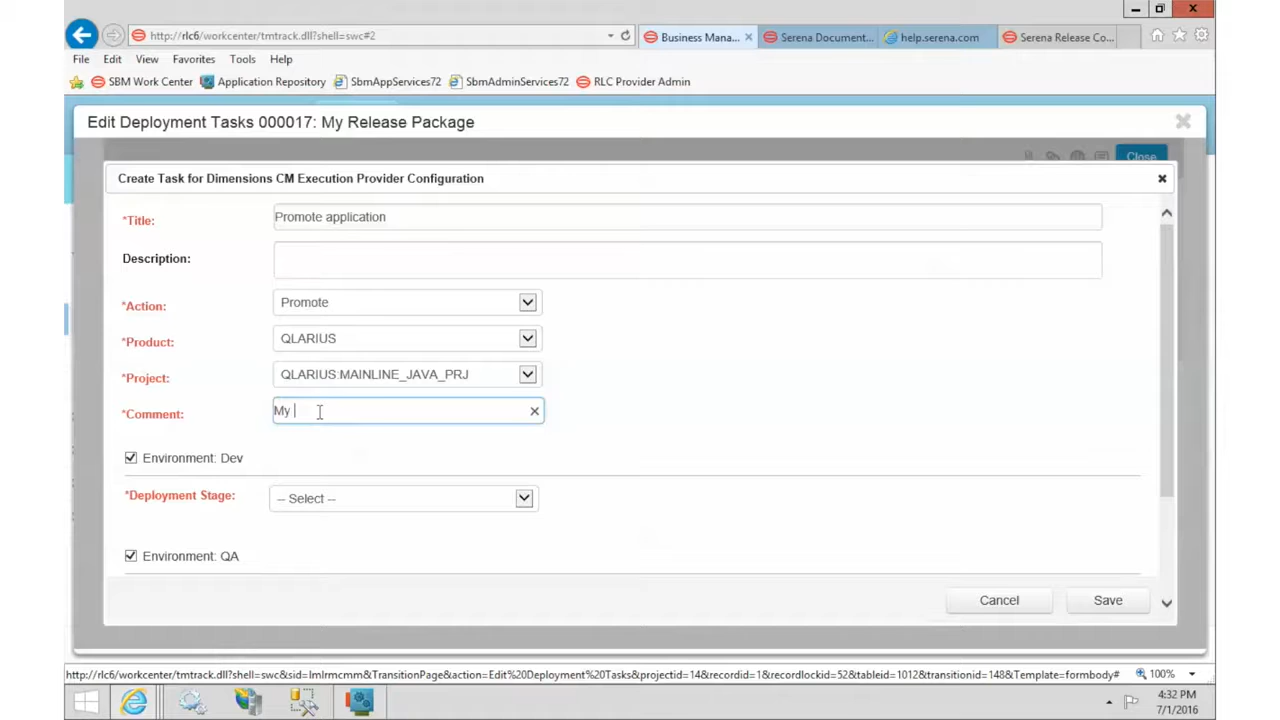 http://rlc6/workcenter/tmtrack.dll?shell=swc#2
Business Mana...
Serena Document...
help.serena.com
Serena Release Co...
File Edit View Favorites Tools Help
SBM Work Center Application Repository SbmAppServices72 SbmAdminServices72 RLC Provider Admin
Edit Deployment Tasks 000017: My Release Package
Close
Create Task for Dimensions CM Execution Provider Configuration
*Title: Promote application
Description:
*Action: Promote
*Product: QLARIUS
*Project: QLARIUS:MAINLINE_JAVA_PRJ
*Comment: My
Environment: Dev
*Deployment Stage: -- Select --
Environment: QA
Cancel Save
http://rlc6/workcenter/tmtrack.dll?shell=swc&sid=lmlrmcmm&TransitionPage&action=Edit%20Deployment%20Tasks&projectid=14&recordid=1&recordlockid=52&tableid=1012&transitionid=148&Template=formbody#
100%
4:32 PM
7/1/2016